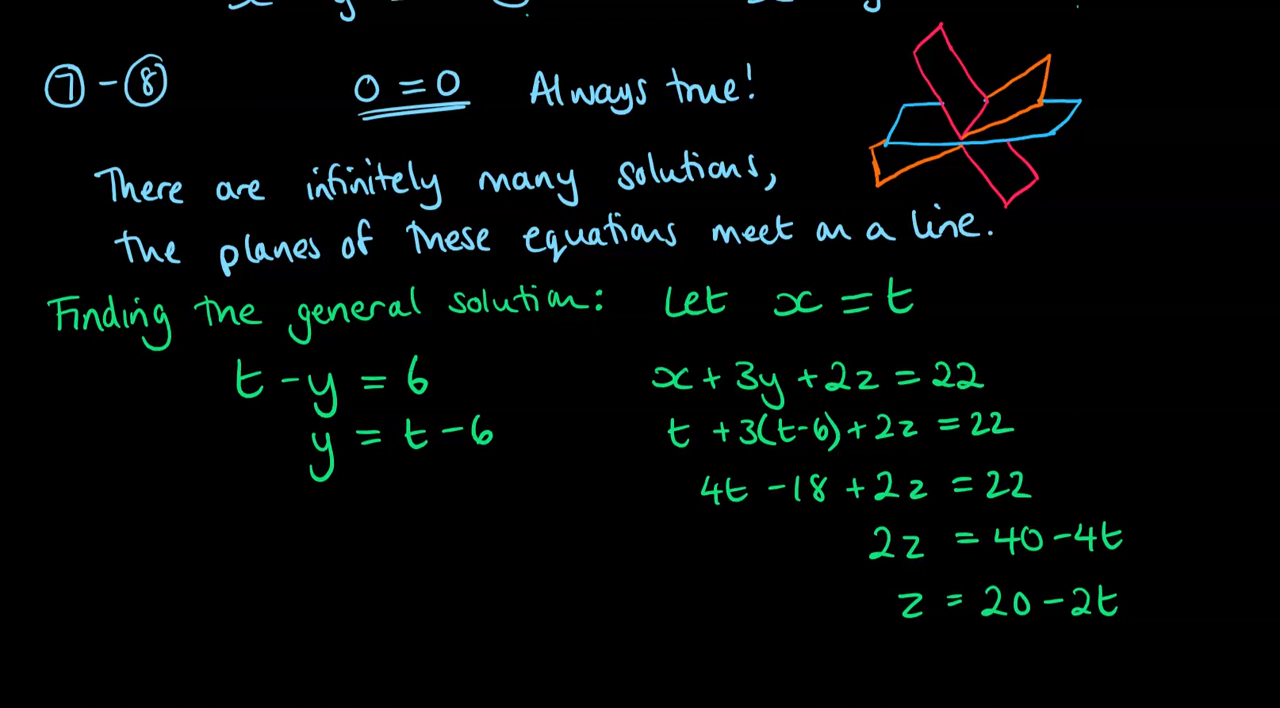 ⑦ - ⑧ 0 = 0 Always true!
There are infinitely many solutions,
the planes of these equations meet on a line.
Finding the general solution: Let x = t
t - y = 6
y = t - 6
x + 3y + 2z = 22
t + 3(t-6) + 2z = 22
4t - 18 + 2z = 22
2z = 40 - 4t
z = 20 - 2t